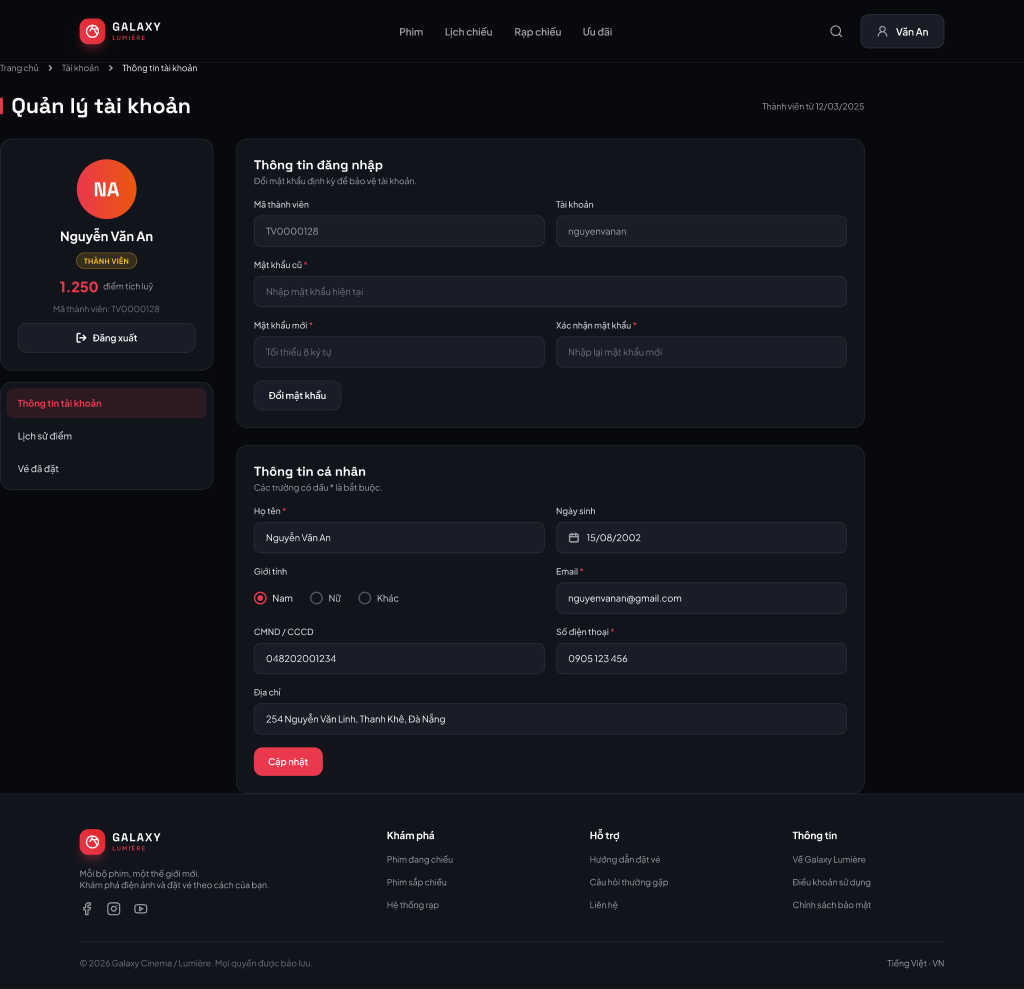 GALAXY
LUMIÈRE
Phim
Lịch chiếu
Rạp chiếu
Ưu đãi
Văn An
Trang chủ > Tài khoản > Thông tin tài khoản
Quản lý tài khoản
Thành viên từ 12/03/2025
NA
Nguyễn Văn An
THÀNH VIÊN
1.250 điểm tích luỹ
Mã thành viên: TV0000128
Đăng xuất
Thông tin tài khoản
Lịch sử điểm
Vé đã đặt
Thông tin đăng nhập
Đổi mật khẩu định kỳ để bảo vệ tài khoản.
Mã thành viên
Tài khoản
TV0000128
nguyenvanan
Mật khẩu cũ *
Nhập mật khẩu hiện tại
Mật khẩu mới *
Xác nhận mật khẩu *
Tối thiểu 8 ký tự
Nhập lại mật khẩu mới
Đổi mật khẩu
Thông tin cá nhân
Các trường có dấu * là bắt buộc.
Họ tên *
Ngày sinh
Nguyễn Văn An
15/08/2002
Giới tính
Email *
Nam
Nữ
Khác
nguyenvanan@gmail.com
CMND / CCCD
Số điện thoại *
048202001234
0905 123 456
Địa chỉ
254 Nguyễn Văn Linh, Thanh Khê, Đà Nẵng
Cập nhật
GALAXY
LUMIÈRE
Mỗi bộ phim, một thế giới mới.
Khám phá điện ảnh và đặt vé theo cách của bạn.
Khám phá
Phim đang chiếu
Phim sắp chiếu
Hệ thống rạp
Hỗ trợ
Hướng dẫn đặt vé
Câu hỏi thường gặp
Liên hệ
Thông tin
Về Galaxy Lumière
Điều khoản sử dụng
Chính sách bảo mật
© 2026 Galaxy Cinema / Lumière. Mọi quyền được bảo lưu.
Tiếng Việt · VN